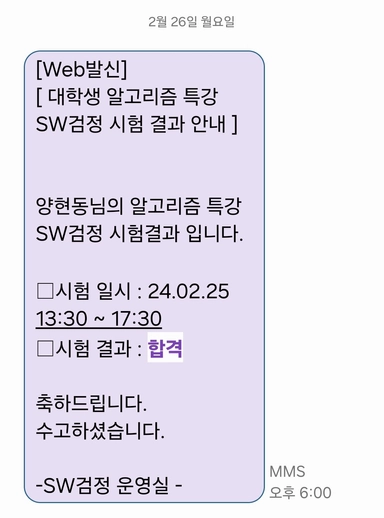 2월 26일 월요일
[Web발신]
[ 대학생 알고리즘 특강
SW검정 시험 결과 안내 ]
양현동님의 알고리즘 특강
SW검정 시험결과 입니다.
□시험 일시 : 24.02.25
13:30 ~ 17:30
□시험 결과 : 합격
축하드립니다.
수고하셨습니다.
-SW검정 운영실 -
MMS
오후 6:00